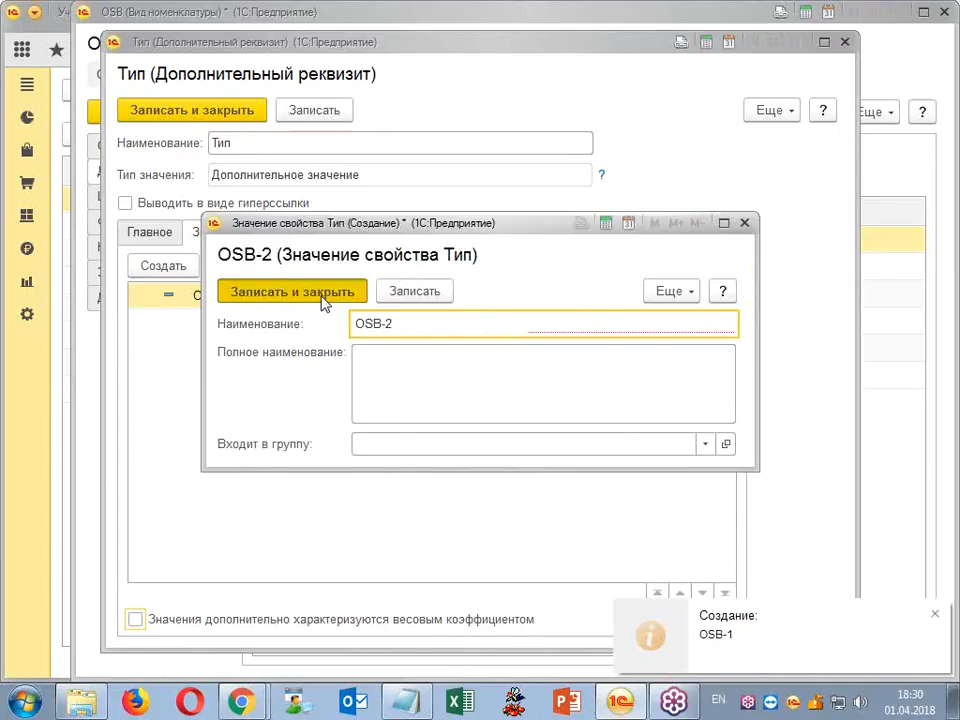 OSB (Вид номенклатуры) * (1С:Предприятие)
Тип (Дополнительный реквизит) (1С:Предприятие)
Тип (Дополнительный реквизит)
Записать и закрыть
Записать
Еще
?
Еще
?
Наименование:
Тип
Тип значения:
Дополнительное значение
?
Выводить в виде гиперссылки
Главное
З
Создать
Значение свойства Тип (Создание) * (1С:Предприятие)
M M+ M-
OSB-2 (Значение свойства Тип)
Записать и закрыть
Записать
Еще
?
Наименование:
OSB-2
Полное наименование:
Входит в группу:
Значения дополнительно характеризуются весовым коэффициентом
Создание:
OSB-1
EN
18:30
01.04.2018